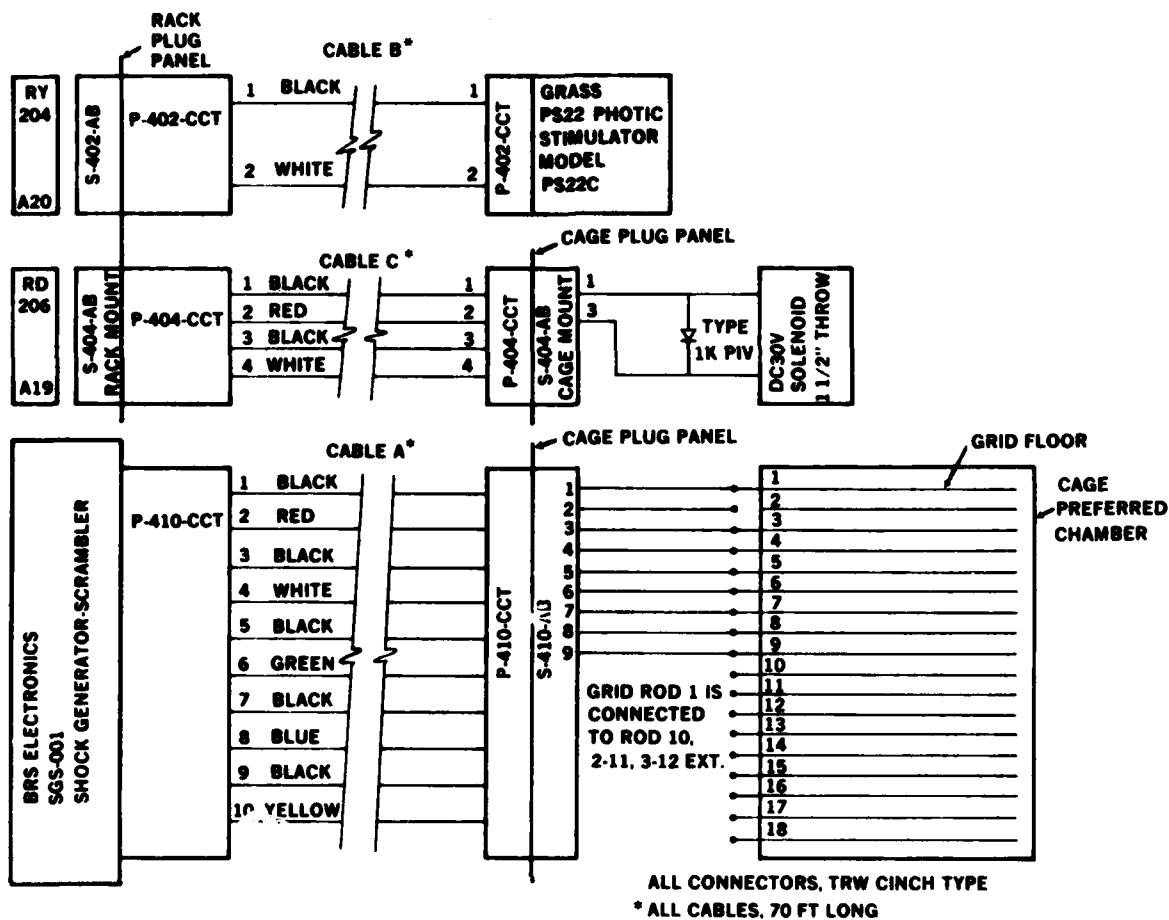 RACK
PLUG
PANEL
CABLE B*
RY
204
A20
S-402-AB
P-402-CCT
1 BLACK 1
2 WHITE 2
P-402-CCT
GRASS
PS22 PHOTIC
STIMULATOR
MODEL
PS22C
CAGE PLUG PANEL
CABLE C*
RD
206
A19
S-404-AB
RACK MOUNT
P-404-CCT
1 BLACK 1
2 RED 2
3 BLACK 3
4 WHITE 4
P-404-CCT
S-404-AB
CAGE MOUNT
1
3
TYPE
1K PIV
DC30V
SOLENOID
1 1/2" THROW
CABLE A*
CAGE PLUG PANEL
GRID FLOOR
CAGE
PREFERRED
CHAMBER
BRS ELECTRONICS
SGS-001
SHOCK GENERATOR-SCRAMBLER
P-410-CCT
1 BLACK
2 RED
3 BLACK
4 WHITE
5 BLACK
6 GREEN
7 BLACK
8 BLUE
9 BLACK
10 YELLOW
P-410-CCT
S-410-AB
1
2
3
4
5
6
7
8
9
1
2
3
4
5
6
7
8
9
10
11
12
13
14
15
16
17
18
GRID ROD 1 IS
CONNECTED
TO ROD 10,
2-11, 3-12 EXT.
ALL CONNECTORS, TRW CINCH TYPE
* ALL CABLES, 70 FT LONG